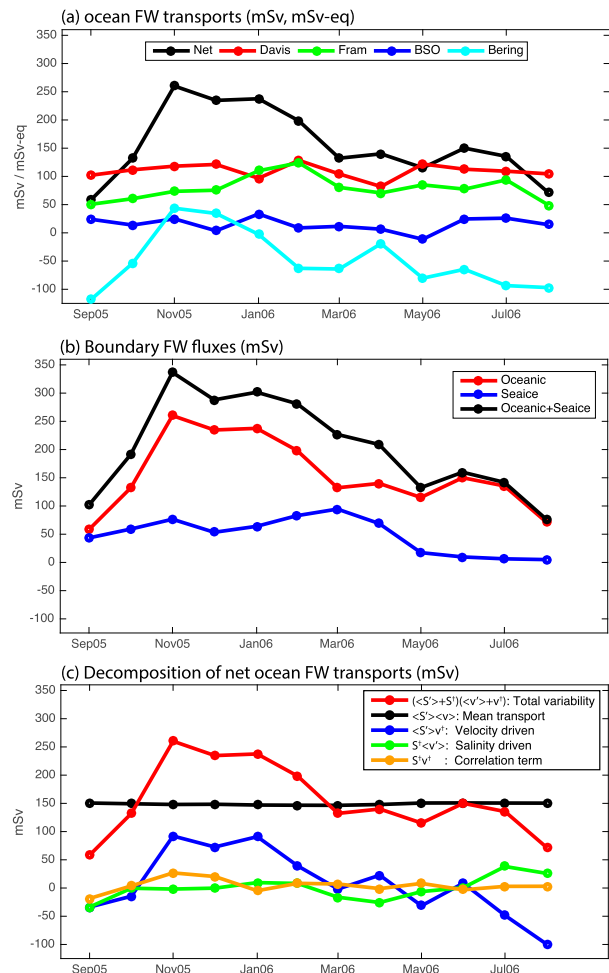 (a) ocean FW transports (mSv, mSv-eq)
350
Net Davis Fram BSO Bering
300
250
200
150
100
50
0
-50
-100
mSv / mSv-eq
Sep05 Nov05 Jan06 Mar06 May06 Jul06
(b) Boundary FW fluxes (mSv)
350
Oceanic
Seaice
Oceanic+Seaice
300
250
200
150
100
50
0
-50
-100
mSv
Sep05 Nov05 Jan06 Mar06 May06 Jul06
(c) Decomposition of net ocean FW transports (mSv)
350
(<S'>+S†)(<v'>+v†): Total variability
<S'><v>: Mean transport
<S'>v†: Velocity driven
S†<v'>: Salinity driven
S†v† : Correlation term
300
250
200
150
100
50
0
-50
-100
mSv
Sep05 Nov05 Jan06 Mar06 May06 Jul06